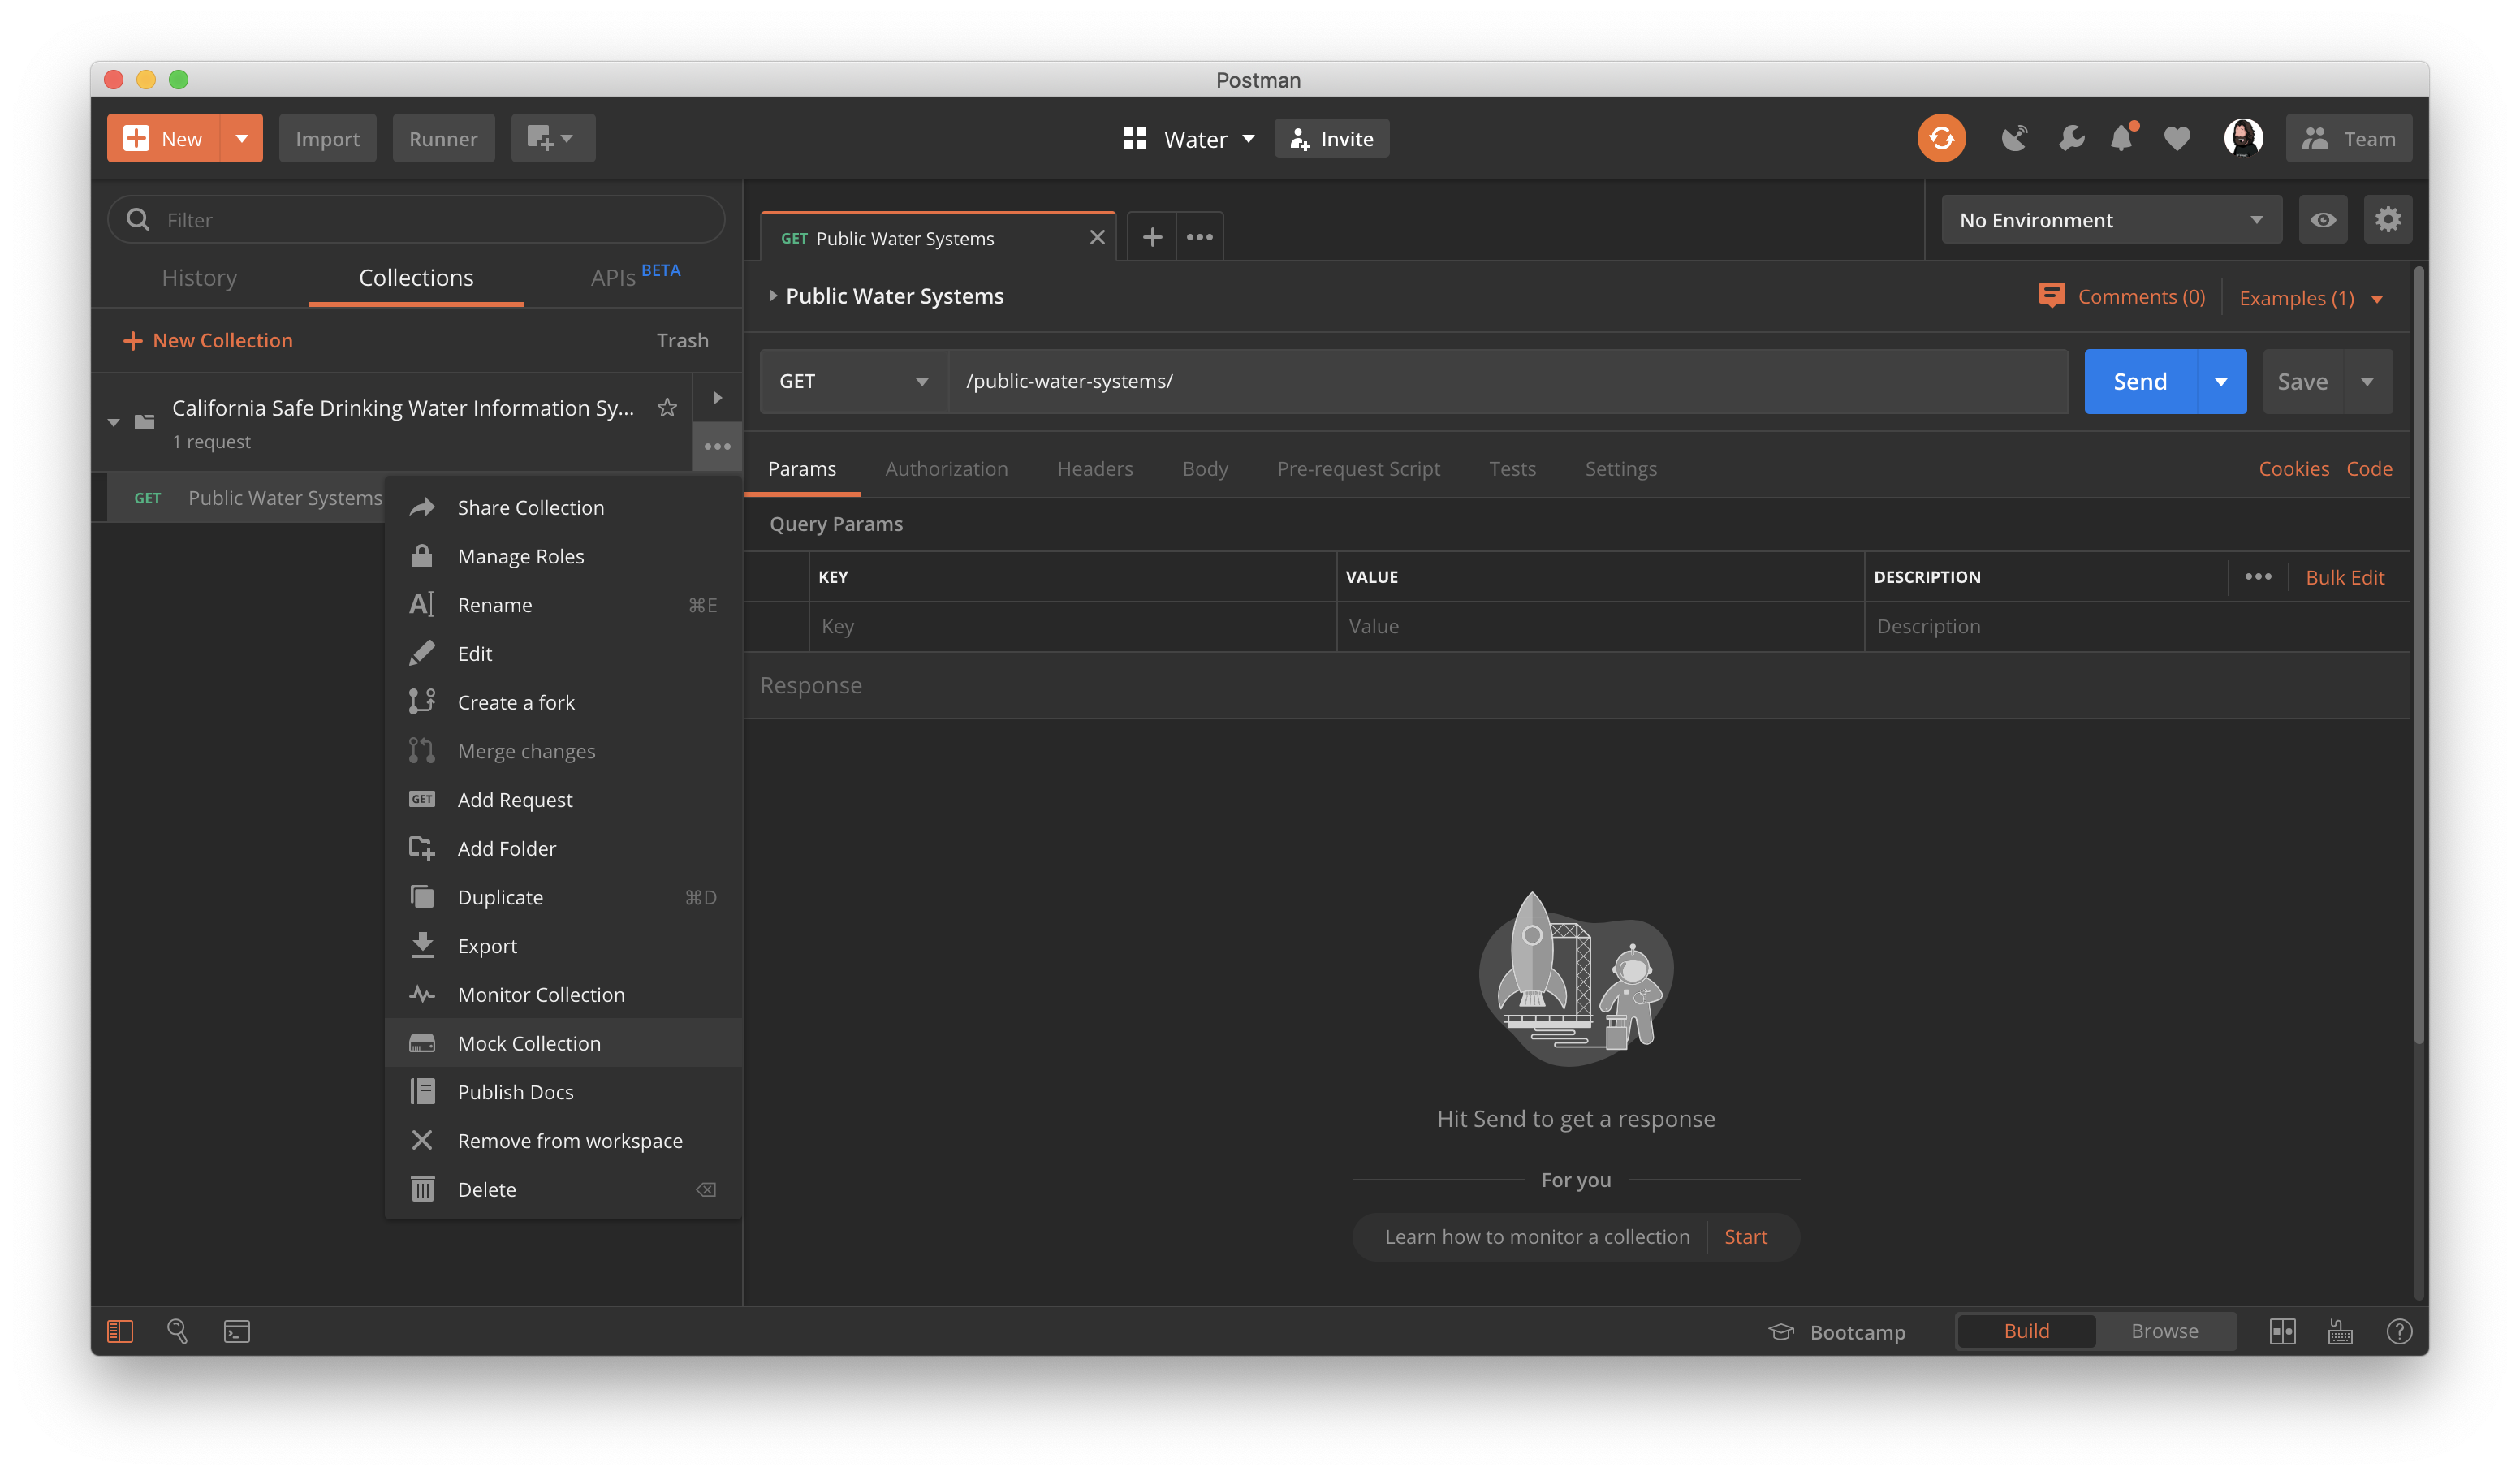 Postman
New
Import
Runner
Water
Invite
Team
Filter
History
Collections
APIs BETA
New Collection
Trash
California Safe Drinking Water Information Sy...
1 request
GET Public Water Systems
Share Collection
Manage Roles
Rename ⌘E
Edit
Create a fork
Merge changes
GET Add Request
Add Folder
Duplicate ⌘D
Export
Monitor Collection
Mock Collection
Publish Docs
Remove from workspace
Delete
GET Public Water Systems
No Environment
Public Water Systems
Comments (0)
Examples (1)
GET
/public-water-systems/
Send
Save
Params
Authorization
Headers
Body
Pre-request Script
Tests
Settings
Cookies
Code
Query Params
KEY
VALUE
DESCRIPTION
Bulk Edit
Key
Value
Description
Response
Hit Send to get a response
For you
Learn how to monitor a collection
Start
Bootcamp
Build
Browse